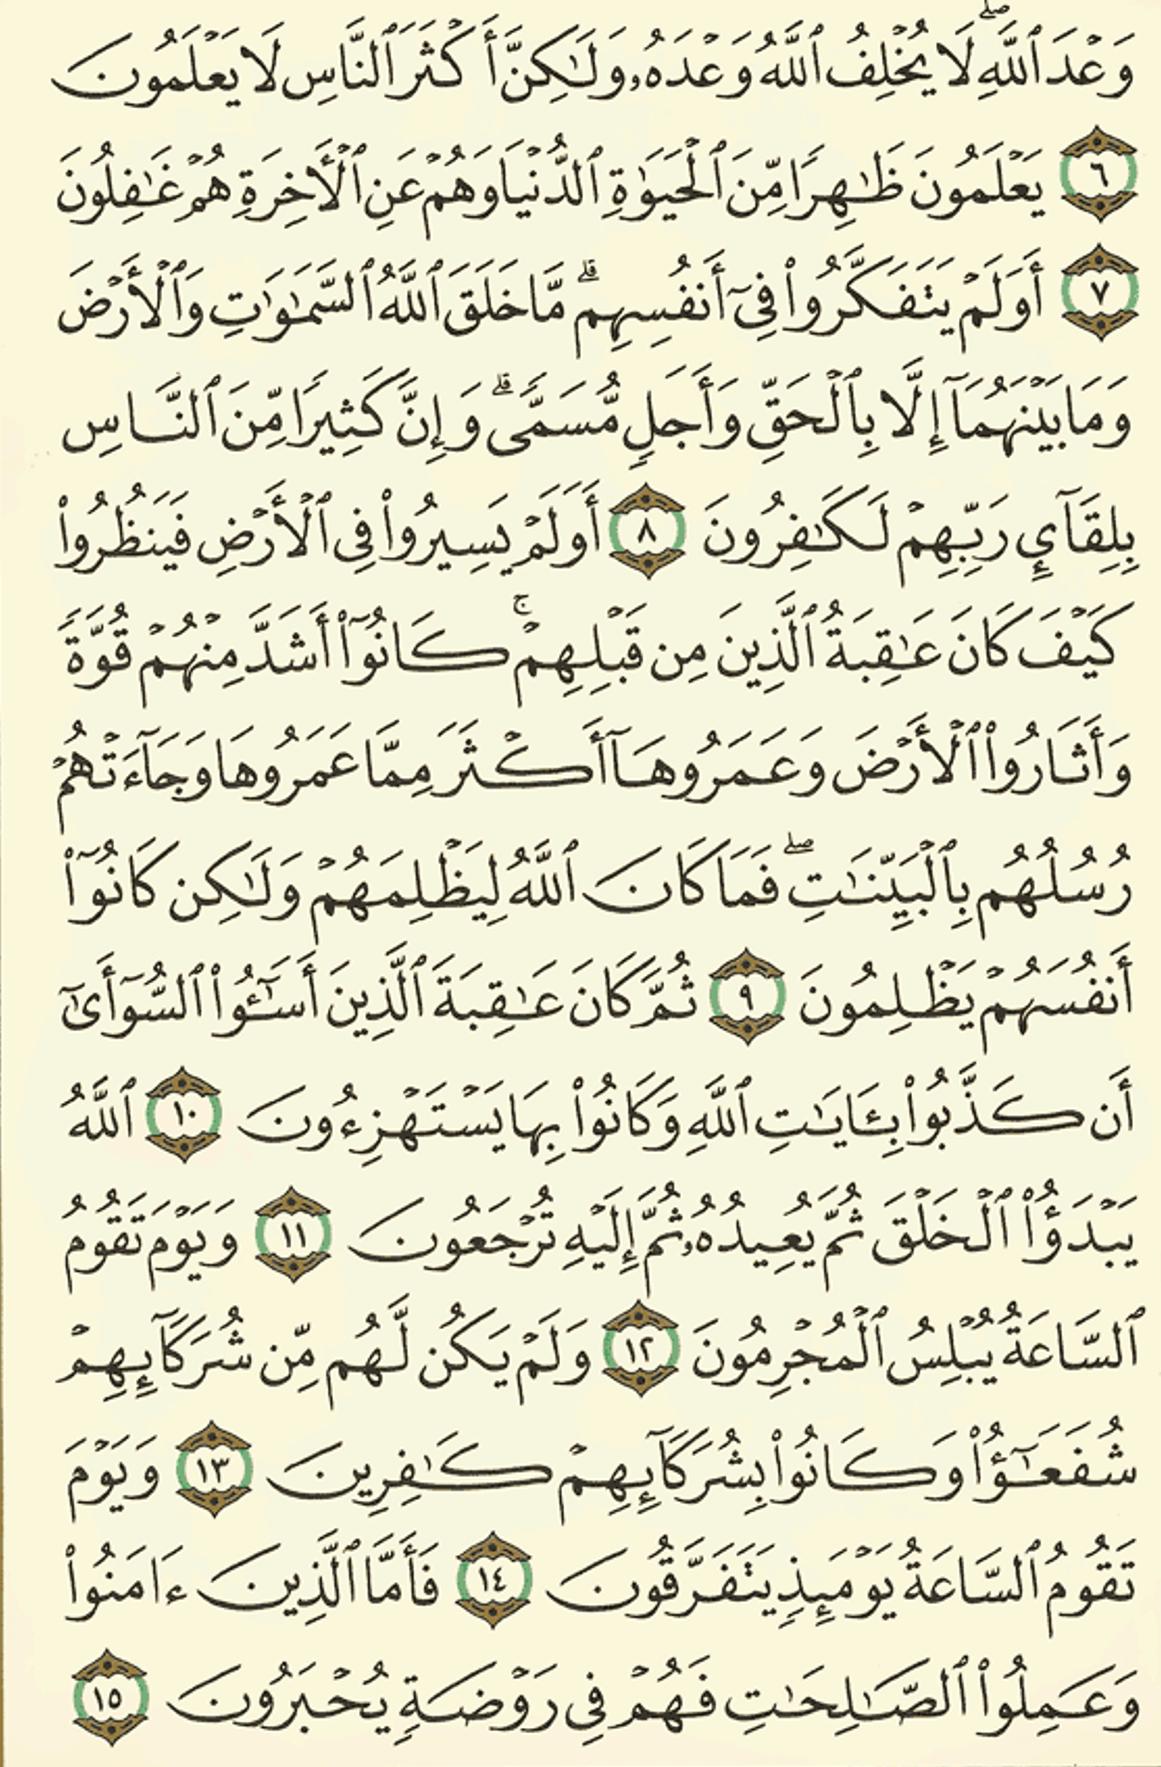 وَعْدَ ٱللَّهِ ۖ لَا يُخْلِفُ ٱللَّهُ وَعْدَهُۥ وَلَـٰكِنَّ أَكْثَرَ ٱلنَّاسِ لَا يَعْلَمُونَ
٦ يَعْلَمُونَ ظَـٰهِرًا مِّنَ ٱلْحَيَوٰةِ ٱلدُّنْيَا وَهُمْ عَنِ ٱلْأَخِرَةِ هُمْ غَـٰفِلُونَ
٧ أَوَلَمْ يَتَفَكَّرُوا۟ فِىٓ أَنفُسِهِم ۗ مَّا خَلَقَ ٱللَّهُ ٱلسَّمَـٰوَٰتِ وَٱلْأَرْضَ
وَمَا بَيْنَهُمَآ إِلَّا بِٱلْحَقِّ وَأَجَلٍ مُّسَمًّى ۗ وَإِنَّ كَثِيرًا مِّنَ ٱلنَّاسِ
بِلِقَآئِ رَبِّهِمْ لَكَـٰفِرُونَ ٨ أَوَلَمْ يَسِيرُوا۟ فِى ٱلْأَرْضِ فَيَنظُرُوا۟
كَيْفَ كَانَ عَـٰقِبَةُ ٱلَّذِينَ مِن قَبْلِهِمْ ۚ كَانُوٓا۟ أَشَدَّ مِنْهُمْ قُوَّةً
وَأَثَارُوا۟ ٱلْأَرْضَ وَعَمَرُوهَآ أَكْثَرَ مِمَّا عَمَرُوهَا وَجَآءَتْهُمْ
رُسُلُهُم بِٱلْبَيِّنَـٰتِ ۖ فَمَا كَانَ ٱللَّهُ لِيَظْلِمَهُمْ وَلَـٰكِن كَانُوٓا۟
أَنفُسَهُمْ يَظْلِمُونَ ٩ ثُمَّ كَانَ عَـٰقِبَةَ ٱلَّذِينَ أَسَـٰٓـُٔوا۟ ٱلسُّوٓأَىٰٓ
أَن كَذَّبُوا۟ بِـَٔايَـٰتِ ٱللَّهِ وَكَانُوا۟ بِهَا يَسْتَهْزِءُونَ ١٠ ٱللَّهُ
يَبْدَؤُا۟ ٱلْخَلْقَ ثُمَّ يُعِيدُهُۥ ثُمَّ إِلَيْهِ تُرْجَعُونَ ١١ وَيَوْمَ تَقُومُ
ٱلسَّاعَةُ يُبْلِسُ ٱلْمُجْرِمُونَ ١٢ وَلَمْ يَكُن لَّهُم مِّن شُرَكَآئِهِمْ
شُفَعَـٰٓؤُا۟ وَكَانُوا۟ بِشُرَكَآئِهِمْ كَـٰفِرِينَ ١٣ وَيَوْمَ
تَقُومُ ٱلسَّاعَةُ يَوْمَئِذٍ يَتَفَرَّقُونَ ١٤ فَأَمَّا ٱلَّذِينَ ءَامَنُوا۟
وَعَمِلُوا۟ ٱلصَّـٰلِحَـٰتِ فَهُمْ فِى رَوْضَةٍ يُحْبَرُونَ ١٥